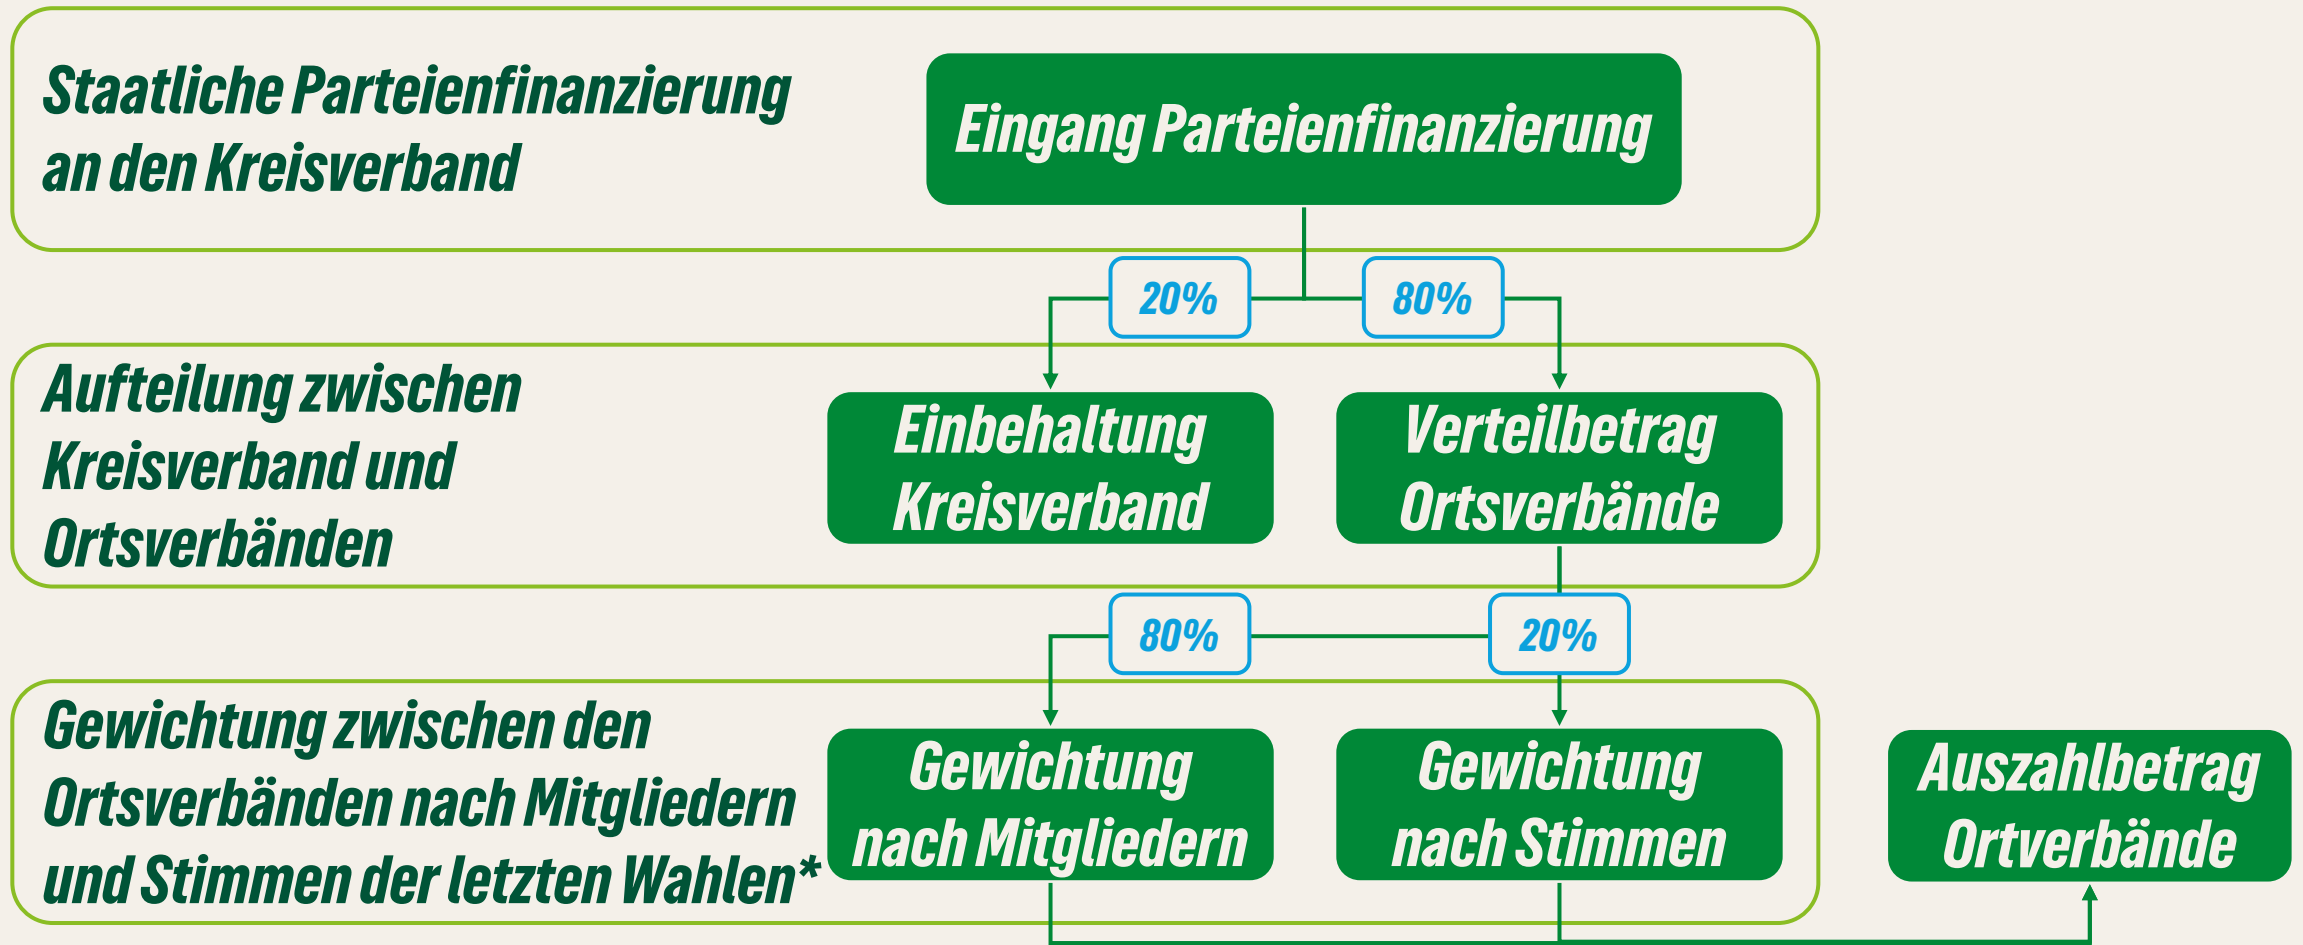 Staatliche Parteienfinanzierung
an den Kreisverband
Eingang Parteienfinanzierung
20%
80%
Aufteilung zwischen
Kreisverband und
Ortsverbänden
Einbehaltung
Kreisverband
Verteilbetrag
Ortsverbände
80%
20%
Gewichtung zwischen den
Ortsverbänden nach Mitgliedern
und Stimmen der letzten Wahlen*
Gewichtung
nach Mitgliedern
Gewichtung
nach Stimmen
Auszahlbetrag
Ortverbände